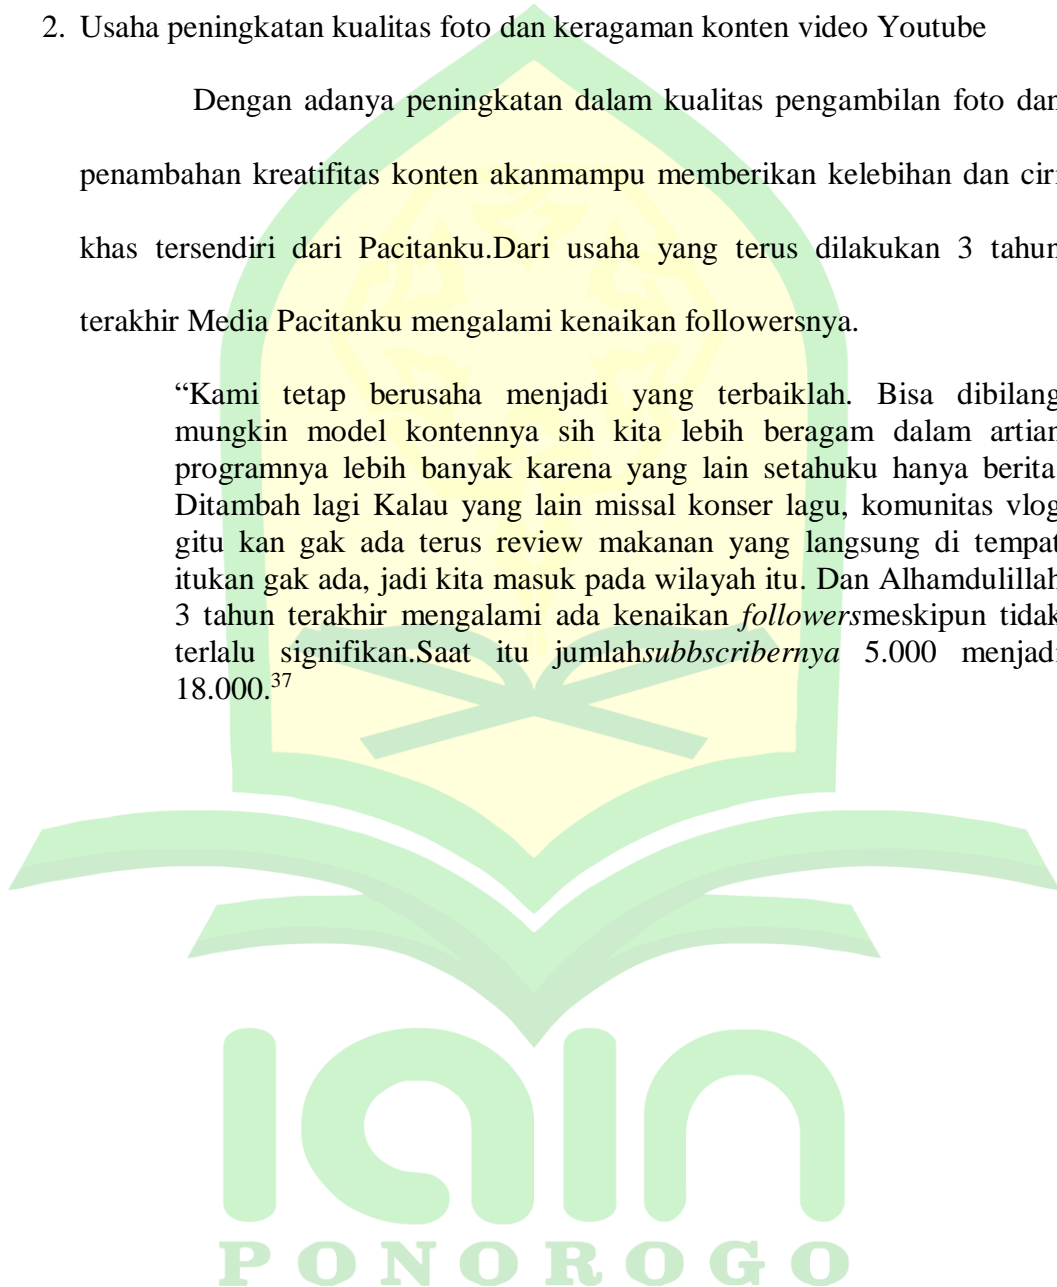 2. Usaha peningkatan kualitas foto dan keragaman konten video Youtube
Dengan adanya peningkatan dalam kualitas pengambilan foto dan
penambahan kreatifitas konten akanmampu memberikan kelebihan dan ciri
khas tersendiri dari Pacitanku.Dari usaha yang terus dilakukan 3 tahun
terakhir Media Pacitanku mengalami kenaikan followersnya.
“Kami tetap berusaha menjadi yang terbaiklah. Bisa dibilang
mungkin model kontennya sih kita lebih beragam dalam artian
programnya lebih banyak karena yang lain setahuku hanya berita
Ditambah lagi Kalau yang lain missal konser lagu, komunitas vlog
gitu kan gak ada terus review makanan yang langsung di tempat
itukan gak ada, jadi kita masuk pada wilayah itu. Dan Alhamdulillah
3 tahun terakhir mengalami ada kenaikan followersmeskipun tidak
terlalu signifikan.Saat itu jumlahsubbscribernya 5.000 menjadi
18.000.37
iain
PONOROGO